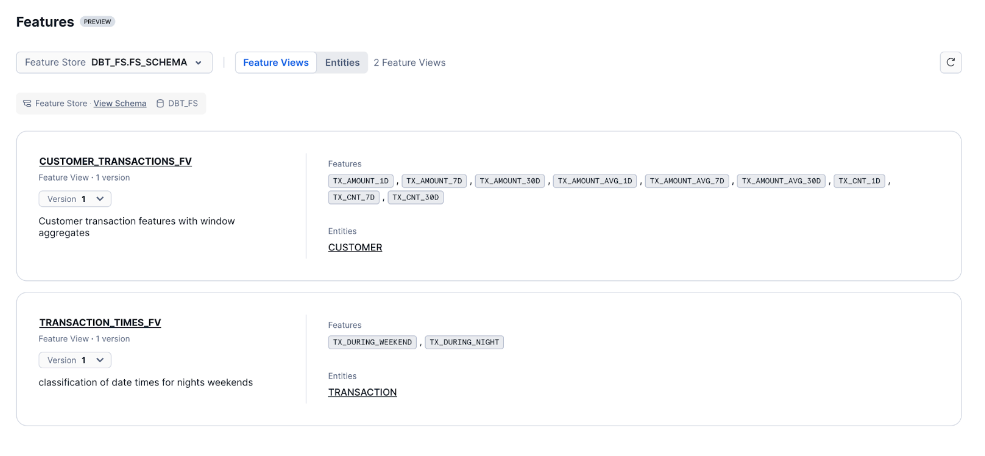 Features PREVIEW
Feature Store DBT_FS.FS_SCHEMA Feature Views Entities 2 Feature Views
Feature Store · View Schema DBT_FS
CUSTOMER_TRANSACTIONS_FV
Feature View · 1 version
Version 1
Customer transaction features with window
aggregates
Features
TX_AMOUNT_1D , TX_AMOUNT_7D , TX_AMOUNT_30D , TX_AMOUNT_AVG_1D , TX_AMOUNT_AVG_7D , TX_AMOUNT_AVG_30D , TX_CNT_1D ,
TX_CNT_7D , TX_CNT_30D
Entities
CUSTOMER
TRANSACTION_TIMES_FV
Feature View · 1 version
Version 1
classification of date times for nights weekends
Features
TX_DURING_WEEKEND , TX_DURING_NIGHT
Entities
TRANSACTION